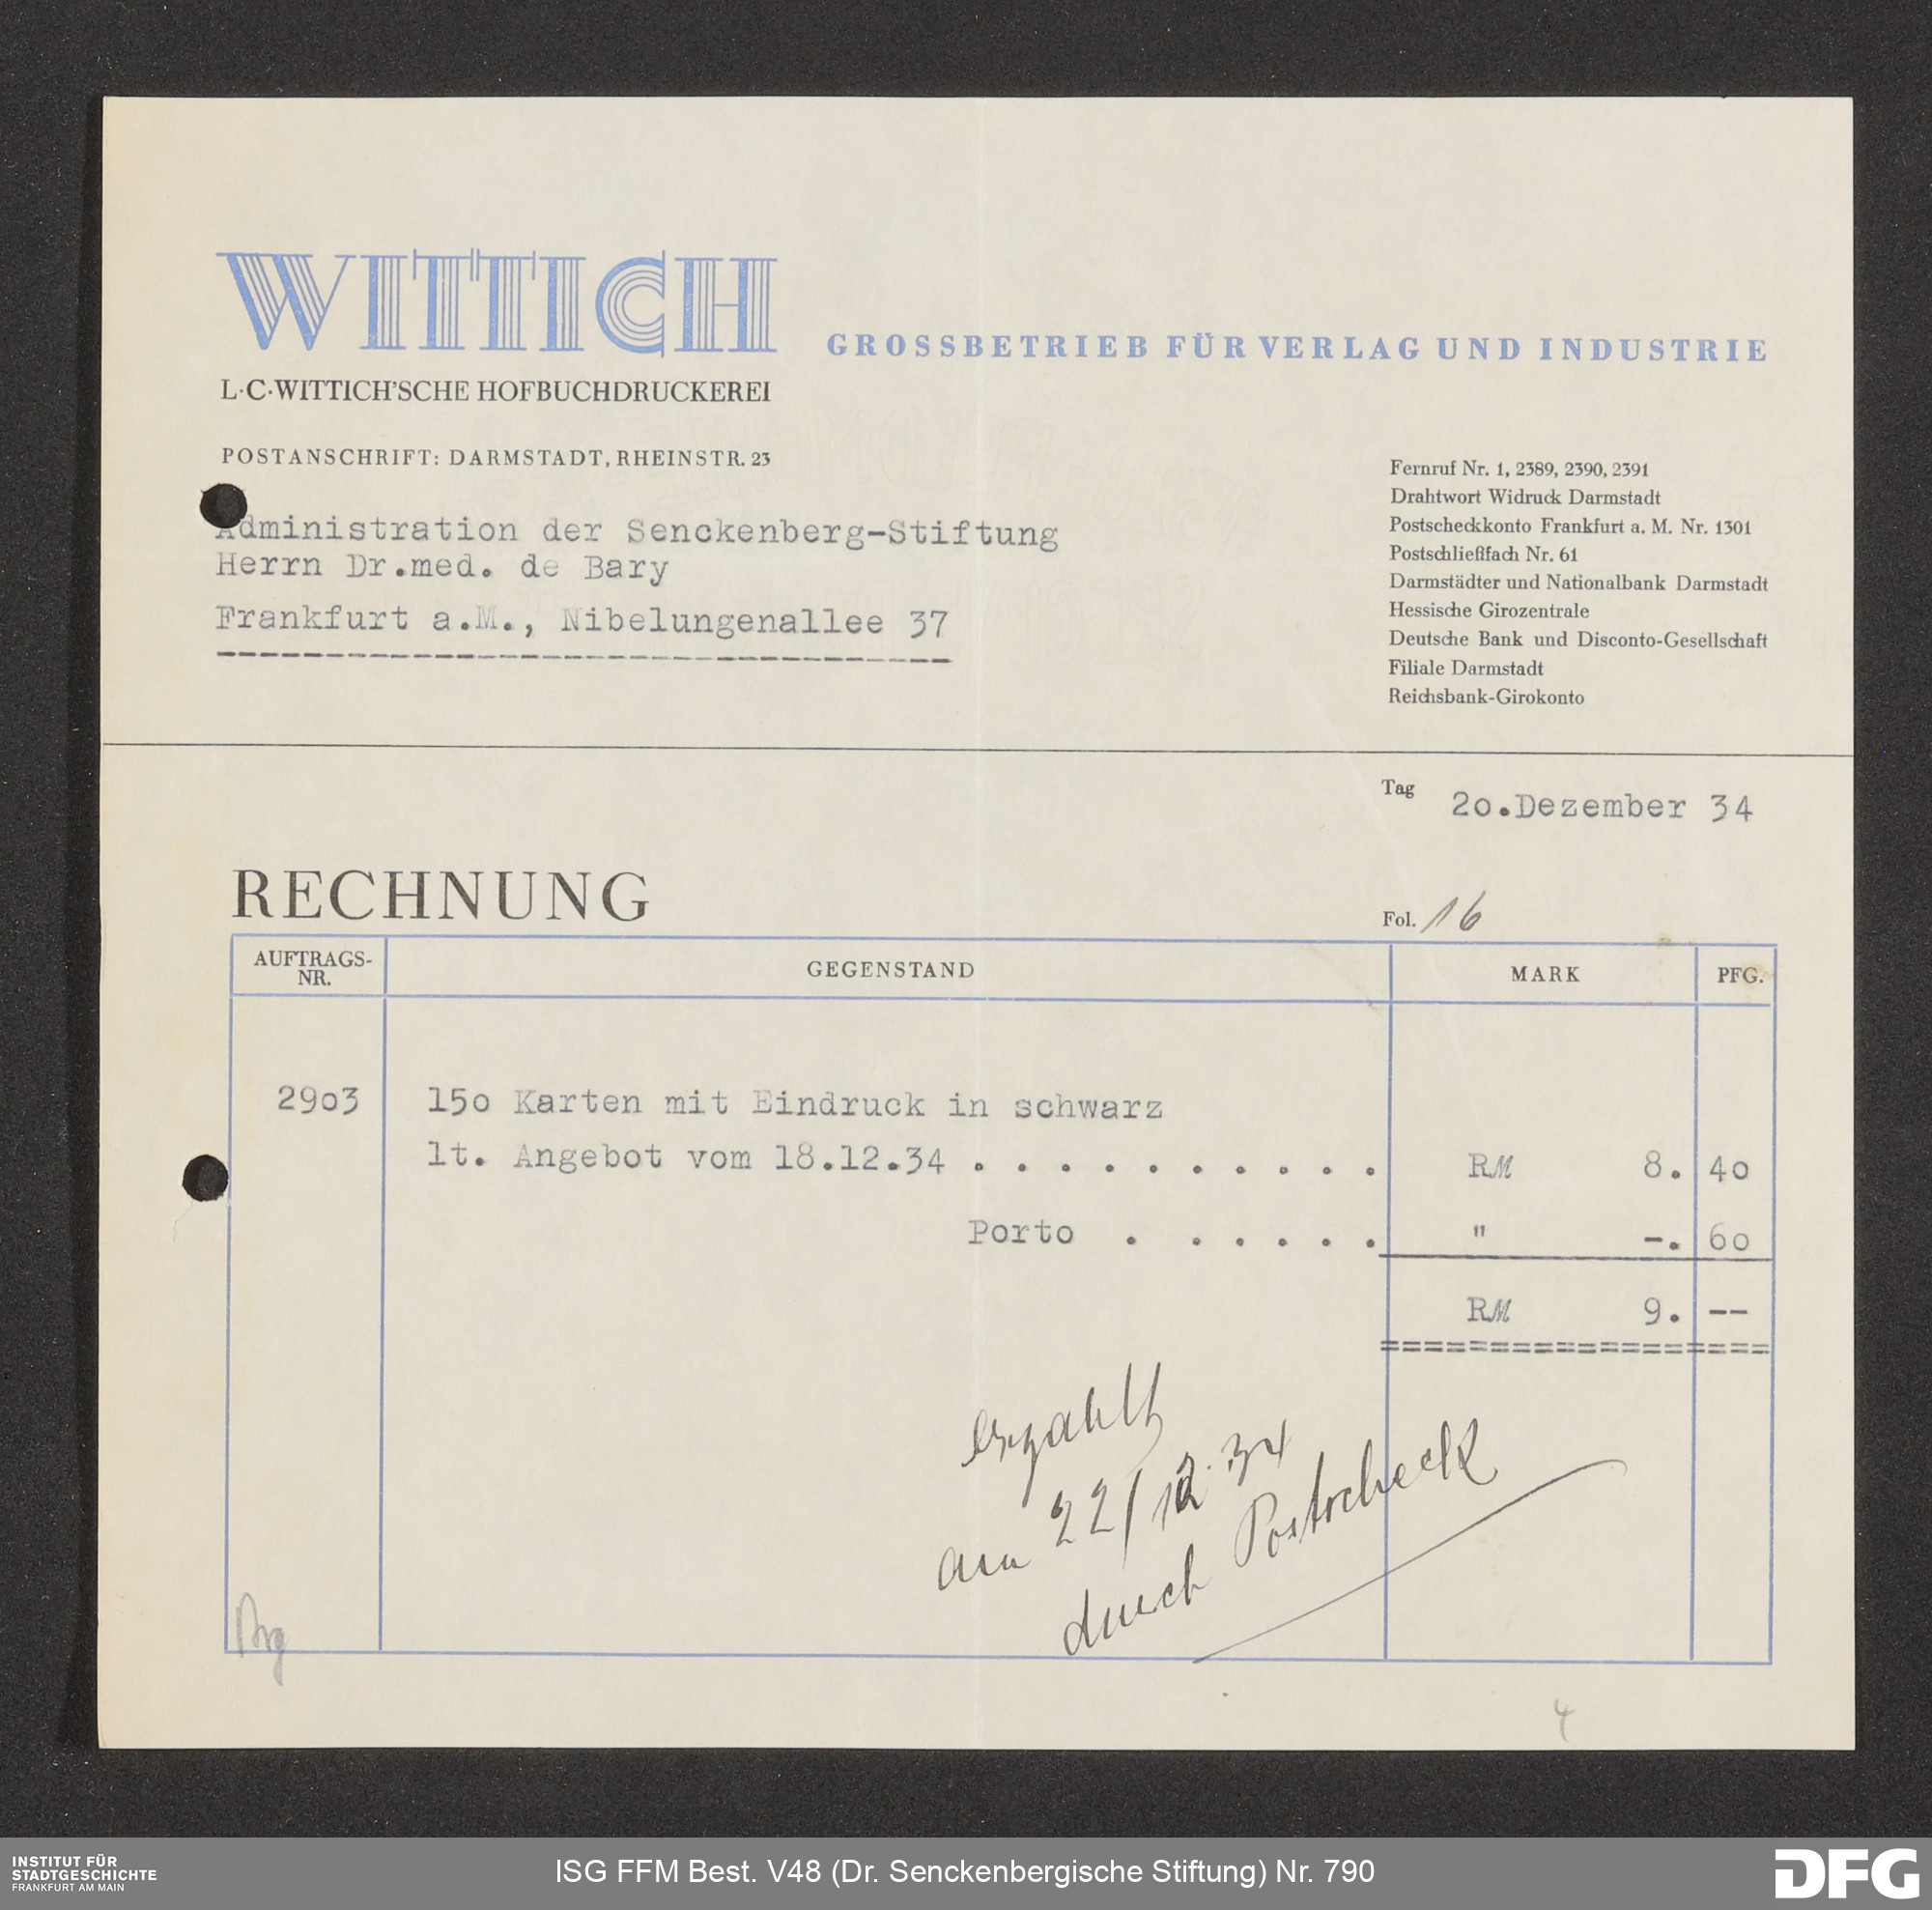 WITTICH
GROSSBETRIEB FÜR VERLAG UND INDUSTRIE
L·C·WITTICH'SCHE HOFBUCHDRUCKEREI
POSTANSCHRIFT: DARMSTADT, RHEINSTR. 23
Administration der Senckenberg-Stiftung
Herrn Dr.med. de Bary
Frankfurt a.M., Nibelungenallee 37
Fernruf Nr. 1, 2389, 2390, 2391
Drahtwort Widruck Darmstadt
Postscheckkonto Frankfurt a. M. Nr. 1301
Postschließfach Nr. 61
Darmstädter und Nationalbank Darmstadt
Hessische Girozentrale
Deutsche Bank und Disconto-Gesellschaft
Filiale Darmstadt
Reichsbank-Girokonto
Tag 20.Dezember 34
RECHNUNG
Fol. 16
AUFTRAGS-
NR.
GEGENSTAND MARK PFG.
2903 150 Karten mit Eindruck in schwarz
lt. Angebot vom 18.12.34 . . . . . . . . . . RM 8. 40
Porto . . . . . . " -. 60
RM 9. --
=================
am 22/12.34
durch Postscheck
4
INSTITUT FÜR
STADTGESCHICHTE
FRANKFURT AM MAIN
ISG FFM Best. V48 (Dr. Senckenbergische Stiftung) Nr. 790
DFG